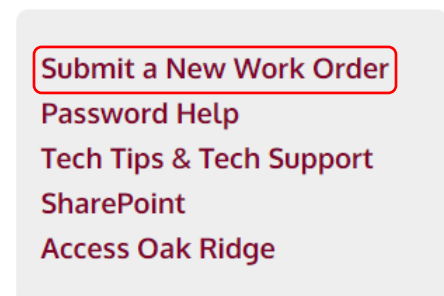 Submit a New Work Order
Password Help
Tech Tips & Tech Support
SharePoint
Access Oak Ridge